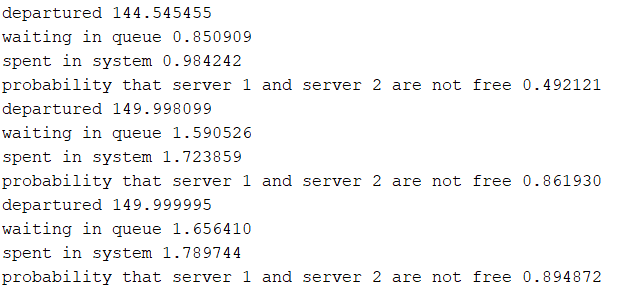 departured 144.545455
waiting in queue 0.850909
spent in system 0.984242
probability that server 1 and server 2 are not free 0.492121
departured 149.998099
waiting in queue 1.590526
spent in system 1.723859
probability that server 1 and server 2 are not free 0.861930
departured 149.999995
waiting in queue 1.656410
spent in system 1.789744
probability that server 1 and server 2 are not free 0.894872